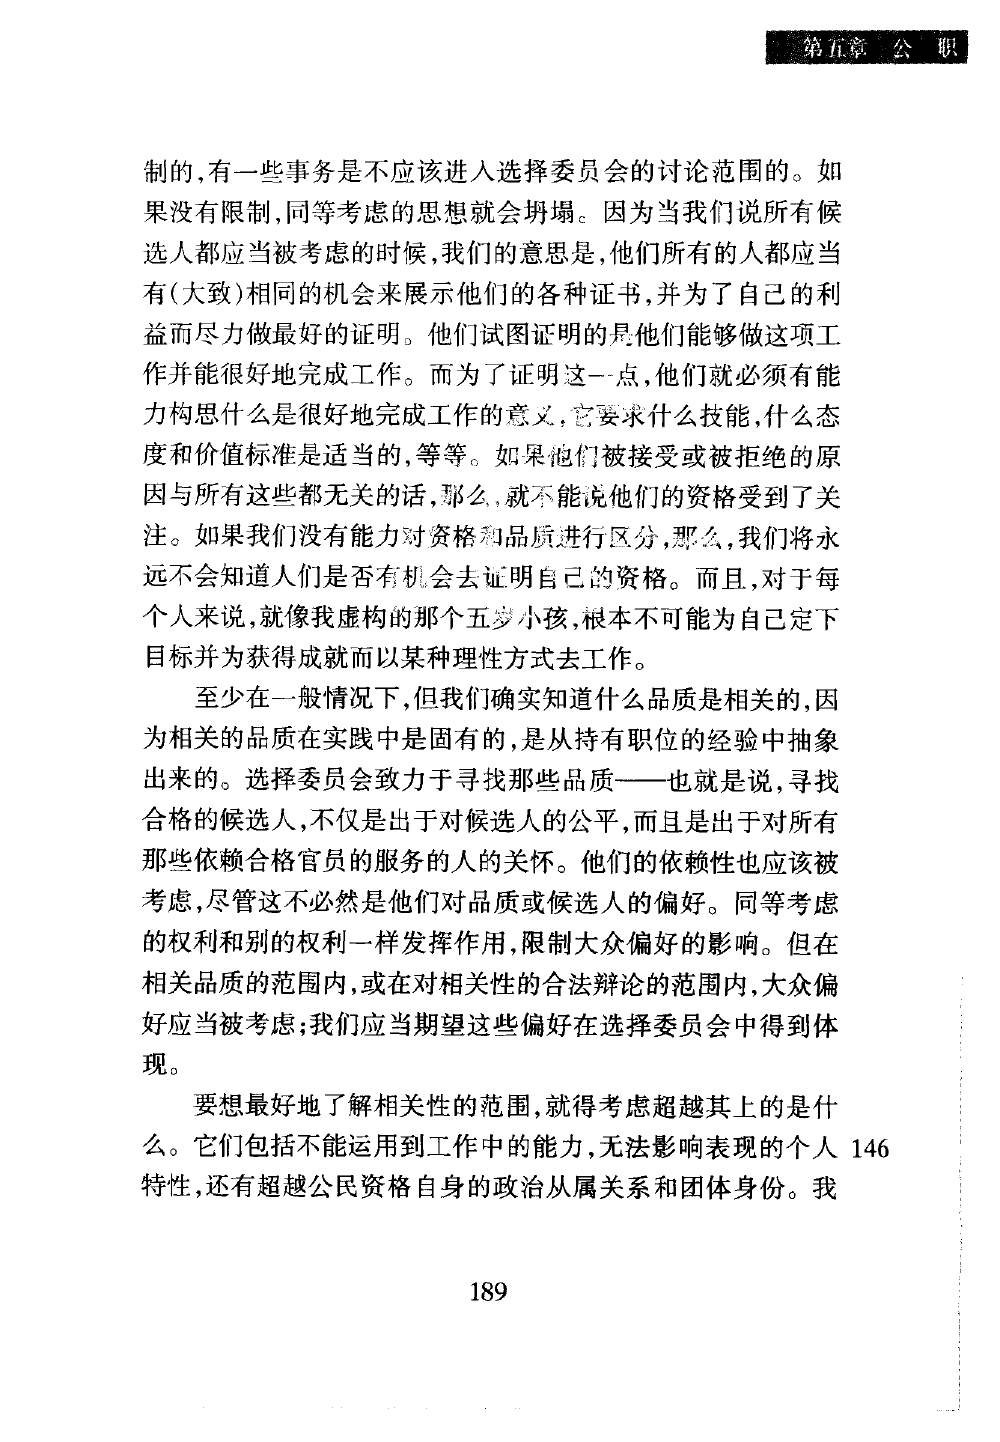 第五章 公 职
制的,有一些事务是不应该进入选择委员会的讨论范围的。如
果没有限制,同等考虑的思想就会坍塌。因为当我们说所有候
选人都应当被考虑的时候,我们的意思是,他们所有的人都应当
有(大致)相同的机会来展示他们的各种证书,并为了自己的利
益而尽力做最好的证明。他们试图证明的是他们能够做这项工
作并能很好地完成工作。而为了证明这一点,他们就必须有能
力构思什么是很好地完成工作的意义,它要求什么技能,什么态
度和价值标准是适当的,等等。如果他们被接受或被拒绝的原
因与所有这些都无关的话,那么,就不能说他们的资格受到了关
注。如果我们没有能力对资格和品质进行区分,那么,我们将永
远不会知道人们是否有机会去证明自己的资格。而且,对于每
个人来说,就像我虚构的那个五岁小孩,根本不可能为自己定下
目标并为获得成就而以某种理性方式去工作。
至少在一般情况下,但我们确实知道什么品质是相关的,因
为相关的品质在实践中是固有的,是从持有职位的经验中抽象
出来的。选择委员会致力于寻找那些品质——也就是说,寻找
合格的候选人,不仅是出于对候选人的公平,而且是出于对所有
那些依赖合格官员的服务的人的关怀。他们的依赖性也应该被
考虑,尽管这不必然是他们对品质或候选人的偏好。同等考虑
的权利和别的权利一样发挥作用,限制大众偏好的影响。但在
相关品质的范围内,或在对相关性的合法辩论的范围内,大众偏
好应当被考虑;我们应当期望这些偏好在选择委员会中得到体
现。
要想最好地了解相关性的范围,就得考虑超越其上的是什
么。它们包括不能运用到工作中的能力,无法影响表现的个人 146
特性,还有超越公民资格自身的政治从属关系和团体身份。我
189